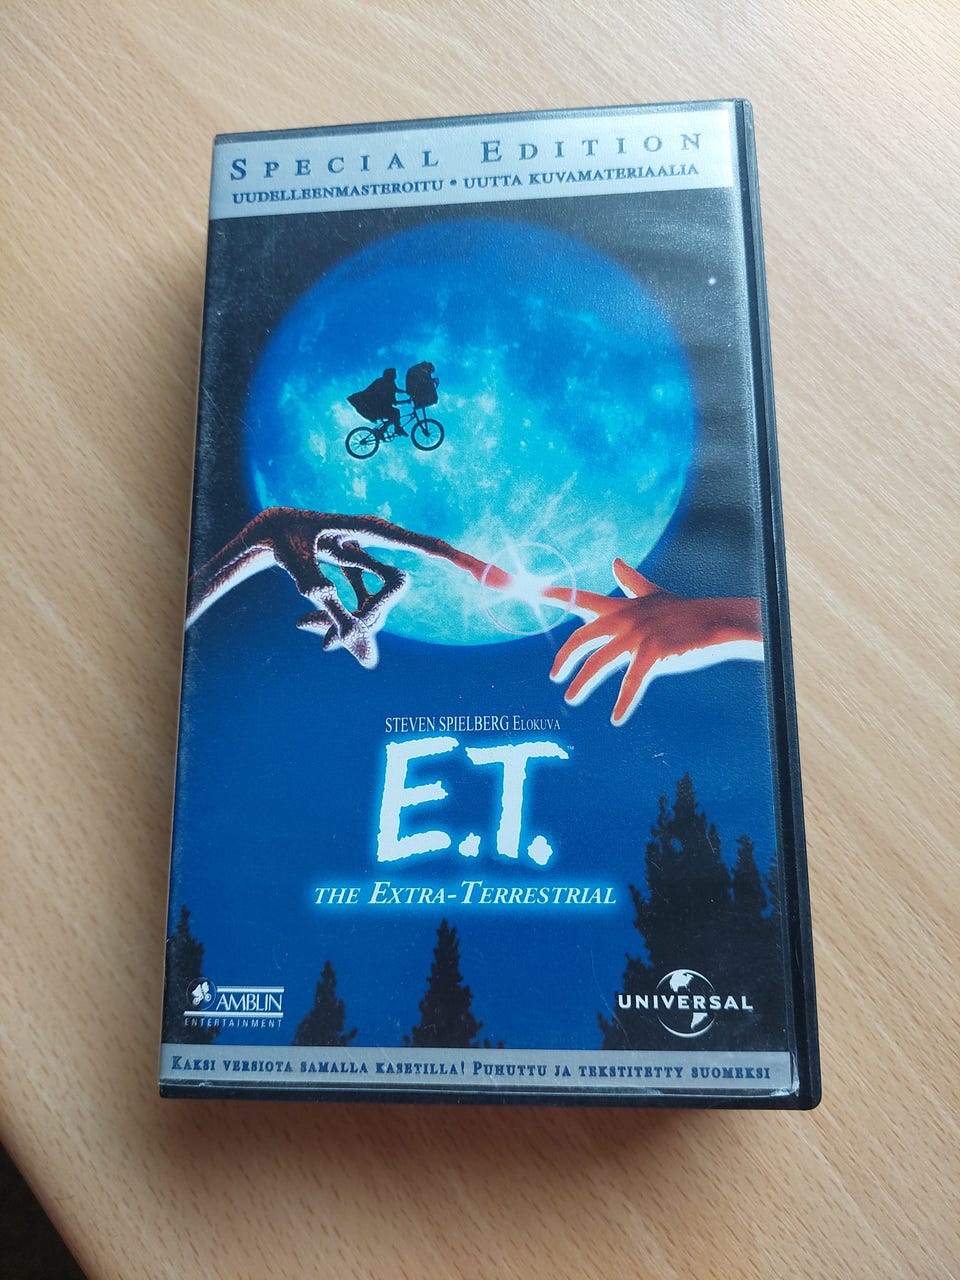 SPECIAL EDITION
UUDELLEENMASTEROITU • UUTTA KUVAMATERIAALIA
STEVEN SPIELBERG ELOKUVA
E.T.™
THE EXTRA-TERRESTRIAL
AMBLIN
ENTERTAINMENT
UNIVERSAL
KAKSI VERSIOTA SAMALLA KASETILLA! PUHUTTU JA TEKSTITETTY SUOMEKSI